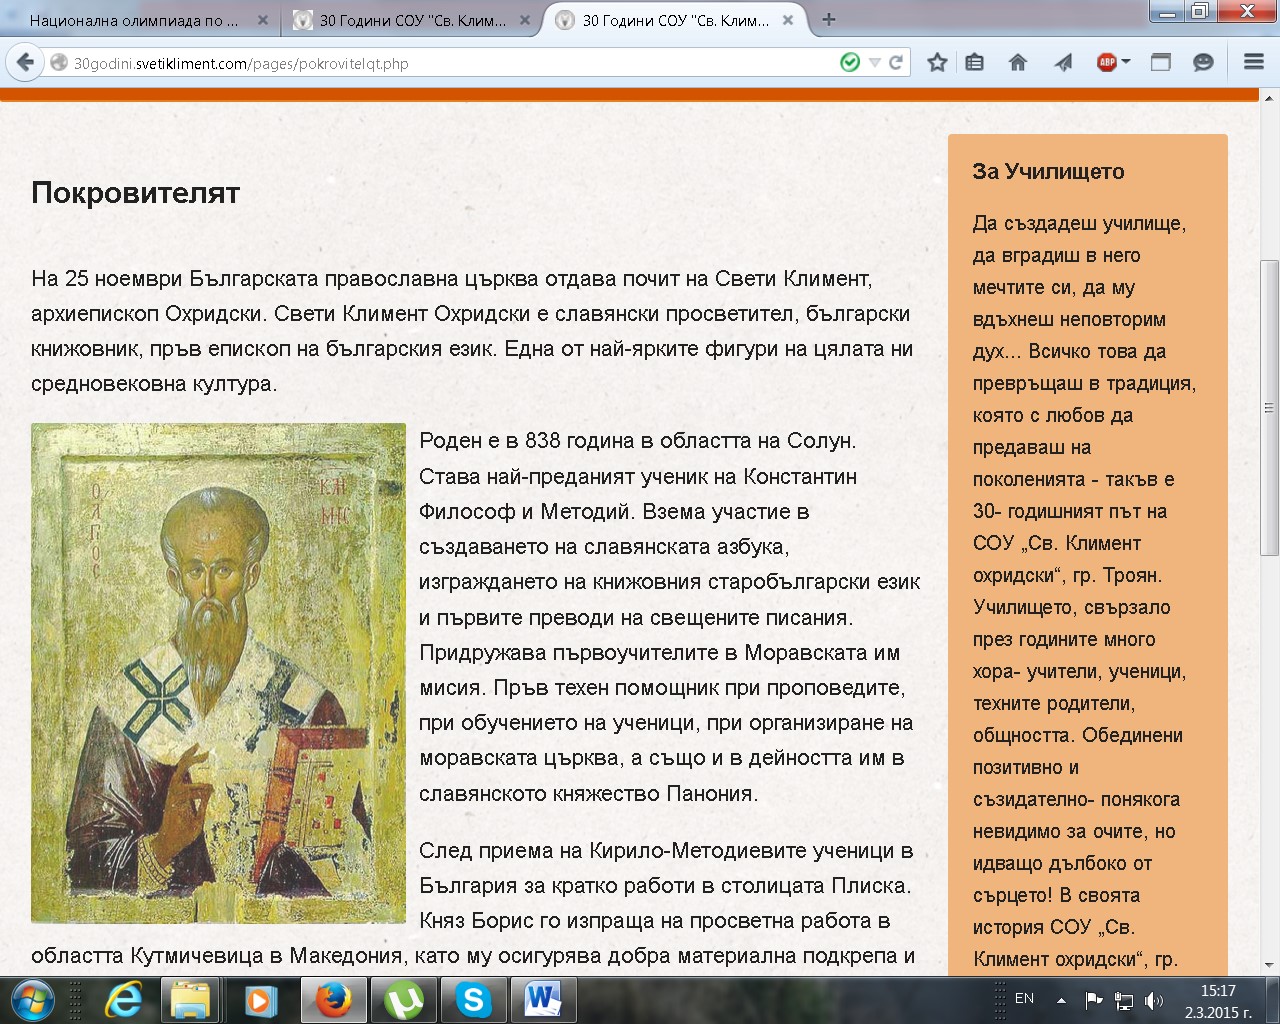 Национална олимпиада по ...
30 Години СОУ "Св. Клим...
30 Години СОУ "Св. Клим...
30godini.svetikliment.com/pages/pokrovitelqt.php
ABP
Покровителят
На 25 ноември Българската православна църква отдава почит на Свети Климент,
архиепископ Охридски. Свети Климент Охридски е славянски просветител, български
книжовник, пръв епископ на българския език. Една от най-ярките фигури на цялата ни
средновековна култура.
Роден е в 838 година в областта на Солун.
Става най-преданият ученик на Константин
Философ и Методий. Взема участие в
създаването на славянската азбука,
изграждането на книжовния старобългарски език
и първите преводи на свещените писания.
Придружава първоучителите в Моравската им
мисия. Пръв техен помощник при проповедите,
при обучението на ученици, при организиране на
моравската църква, а също и в дейността им в
славянското княжество Панония.
След приема на Кирило-Методиевите ученици в
България за кратко работи в столицата Плиска.
Княз Борис го изпраща на просветна работа в
областта Кутмичевица в Македония, като му осигурява добра материална подкрепа и
За Училището
Да създадеш училище,
да вградиш в него
мечтите си, да му
вдъхнеш неповторим
дух... Всичко това да
превръщаш в традиция,
която с любов да
предаваш на
поколенията - такъв е
30- годишният път на
СОУ „Св. Климент
охридски“, гр. Троян.
Училището, свързало
през годините много
хора- учители, ученици,
техните родители,
общността. Обединени
позитивно и
съзидателно- понякога
невидимо за очите, но
идващо дълбоко от
сърцето! В своята
история СОУ „Св.
Климент охридски“, гр.
EN
15:17
2.3.2015 г.